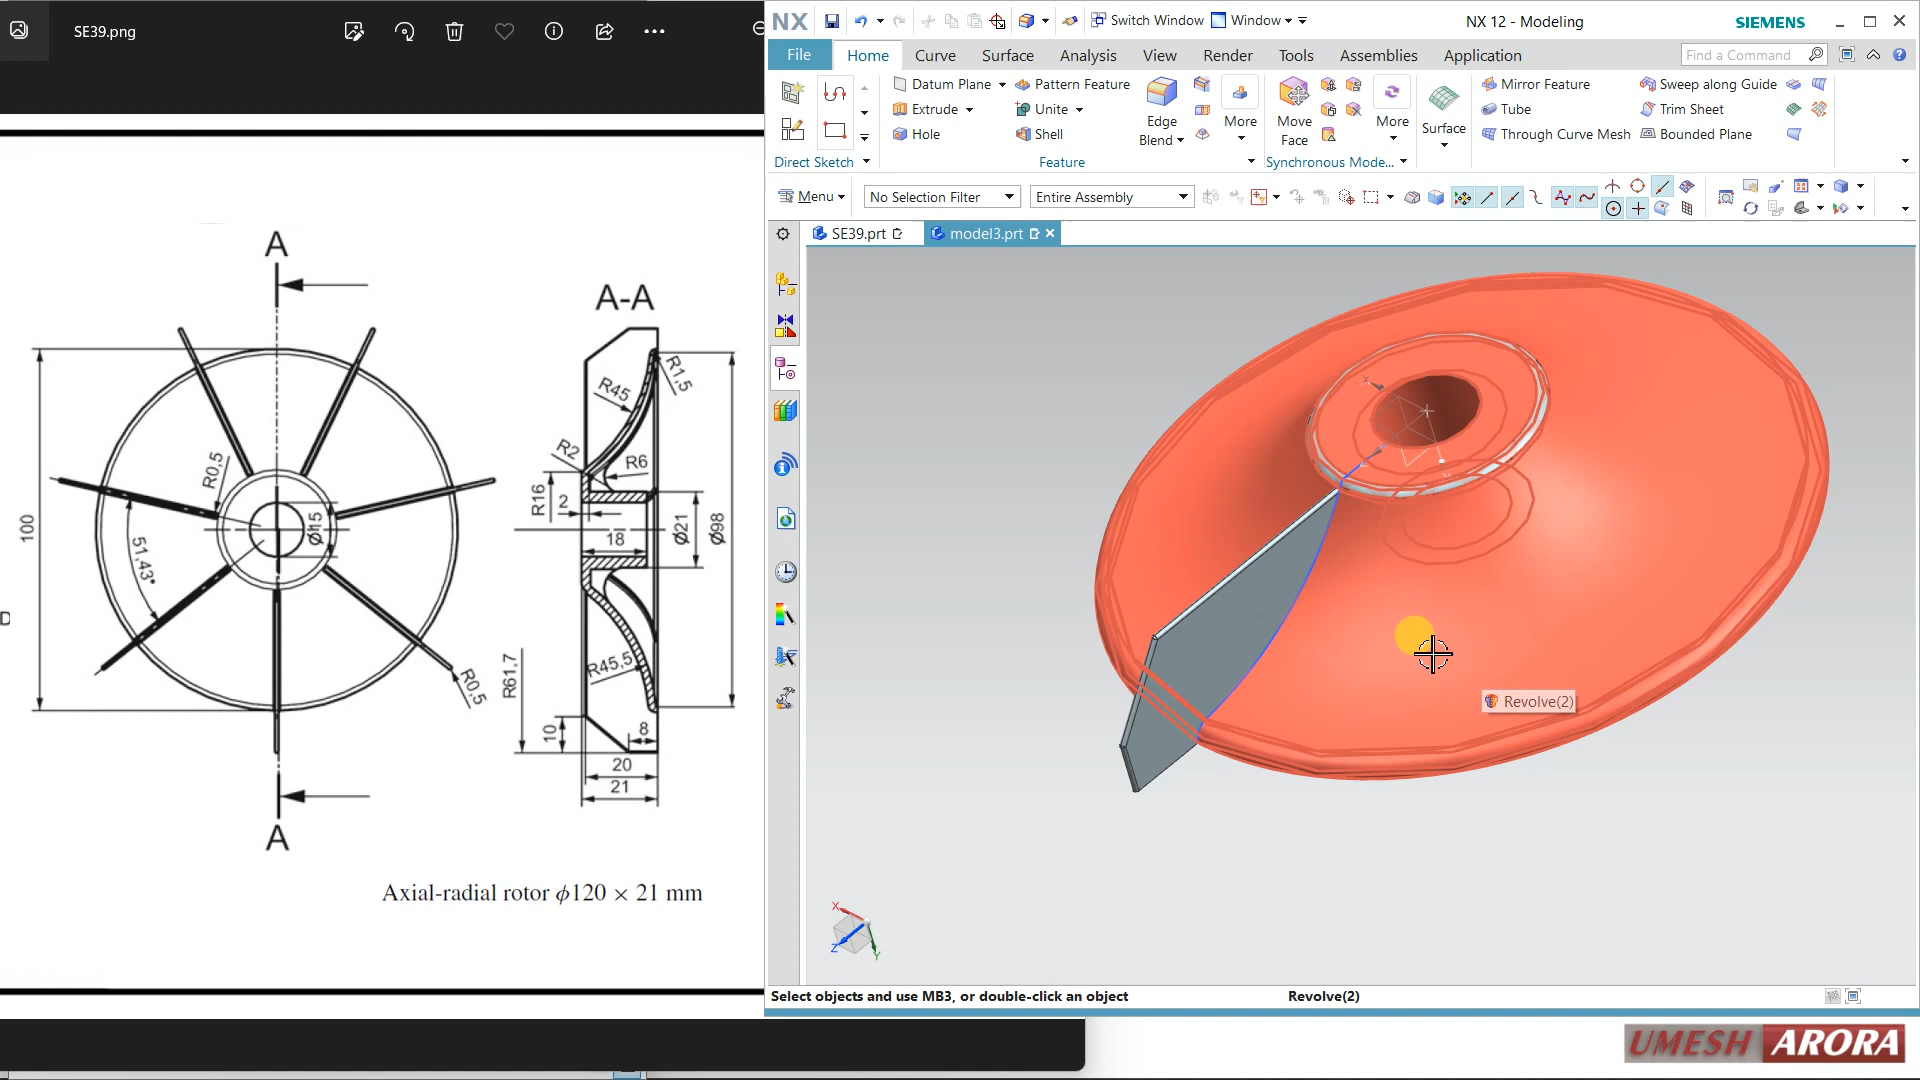 SE39.png
NX
Switch Window
Window
NX 12 - Modeling
SIEMENS
File
Home
Curve
Surface
Analysis
View
Render
Tools
Assemblies
Application
Find a Command
Datum Plane
Pattern Feature
Extrude
Unite
Hole
Shell
Edge
Blend
More
Move
Face
More
Surface
Mirror Feature
Sweep along Guide
Tube
Trim Sheet
Through Curve Mesh
Bounded Plane
Direct Sketch
Feature
Synchronous Mode...
Menu
No Selection Filter
Entire Assembly
SE39.prt
model3.prt
A
A-A
R1,5
R45
R2
R6
R0,5
R16
2
100
Ø15
Ø21
Ø98
18
51,43°
R45,5
R61,7
R0,5
10
8
20
21
A
Axial-radial rotor ϕ120 × 21 mm
Revolve(2)
X
Z
Y
Select objects and use MB3, or double-click an object
Revolve(2)
UMESH ARORA